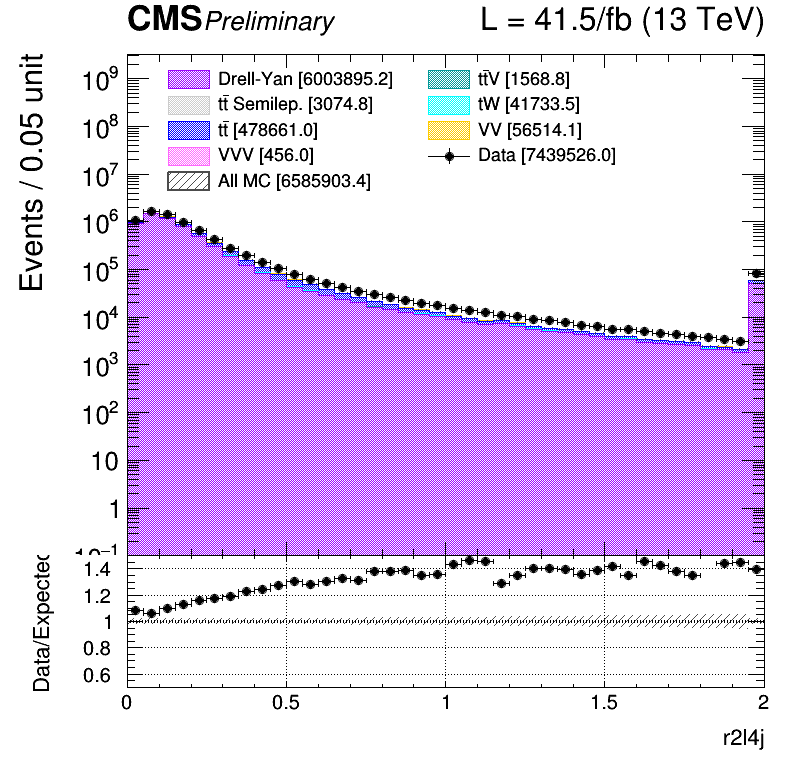 CMS Preliminary L = 41.5/fb (13 TeV)
Events / 0.05 unit
Drell-Yan [6003895.2]
tt̄ Semilep. [3074.8]
tt̄ [478661.0]
VVV [456.0]
All MC [6585903.4]
tt̄V [1568.8]
tW [41733.5]
VV [56514.1]
Data [7439526.0]
10⁹
10⁸
10⁷
10⁶
10⁵
10⁴
10³
10²
10
1
10⁻¹
Data/Expected
1.4
1.2
1
0.8
0.6
0 0.5 1 1.5 2
r2l4j